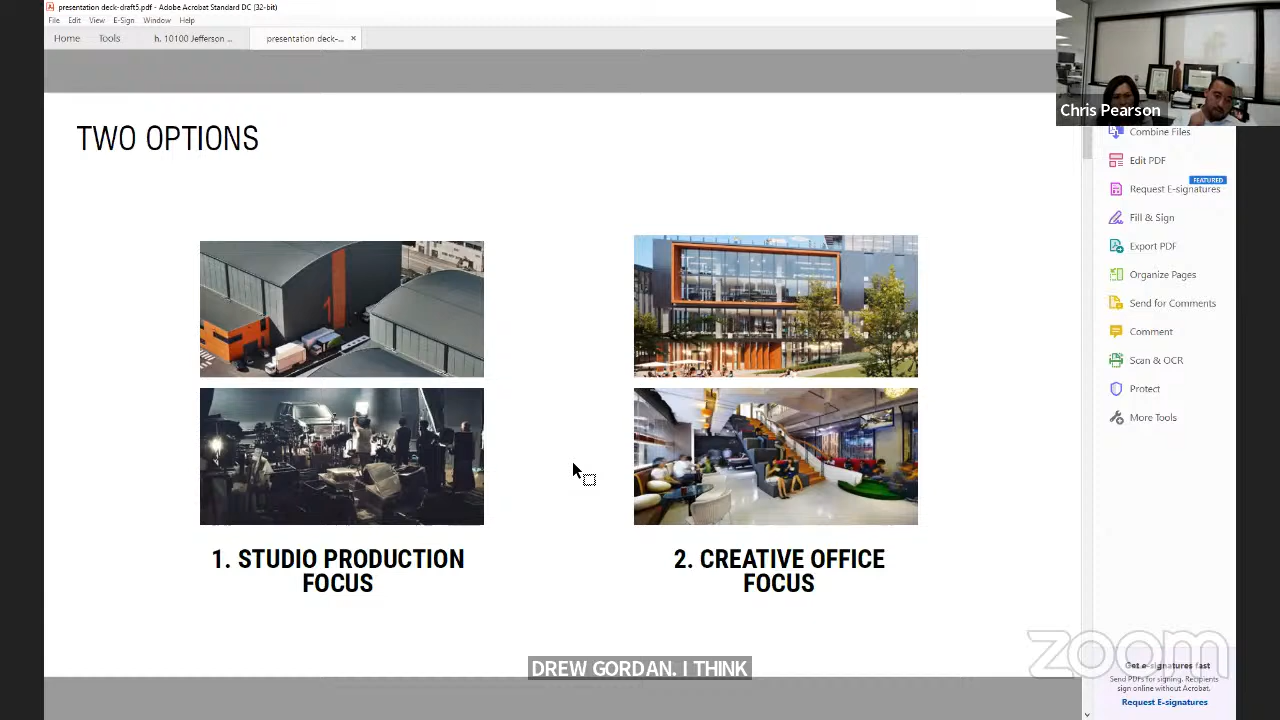 presentation deck-draft5.pdf - Adobe Acrobat Standard DC (32-bit)
File Edit View E-Sign Window Help
Home Tools h. 10100 Jefferson ... presentation deck-... ×
Chris Pearson
TWO OPTIONS
Combine Files
Edit PDF
FEATURED
Request E-signatures
Fill & Sign
Export PDF
Organize Pages
Send for Comments
Comment
Scan & OCR
Protect
More Tools
1
1. STUDIO PRODUCTION
FOCUS
2. CREATIVE OFFICE
FOCUS
DREW GORDAN. I THINK
zoom
Get e-signatures fast
Send PDFs for signing. Recipients
sign online without Acrobat.
Request E-signatures